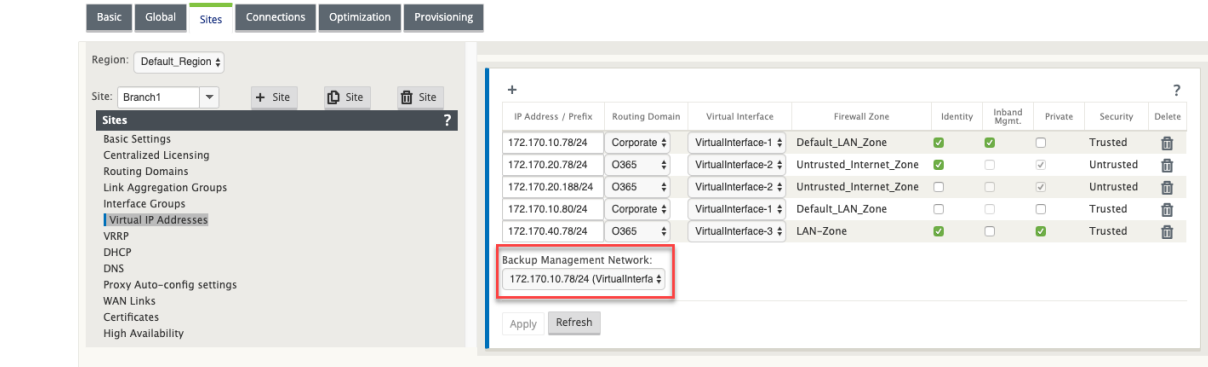 Basic Global Sites Connections Optimization Provisioning
Region: Default_Region
Site: Branch1 + Site Site Site
Sites ?
Basic Settings
Centralized Licensing
Routing Domains
Link Aggregation Groups
Interface Groups
Virtual IP Addresses
VRRP
DHCP
DNS
Proxy Auto-config settings
WAN Links
Certificates
High Availability
+ ?
IP Address / Prefix Routing Domain Virtual Interface Firewall Zone Identity Inband Mgmt. Private Security Delete
172.170.10.78/24 Corporate VirtualInterface-1 Default_LAN_Zone Trusted
172.170.20.78/24 O365 VirtualInterface-2 Untrusted_Internet_Zone Untrusted
172.170.20.188/24 O365 VirtualInterface-2 Untrusted_Internet_Zone Untrusted
172.170.10.80/24 Corporate VirtualInterface-1 Default_LAN_Zone Trusted
172.170.40.78/24 O365 VirtualInterface-3 LAN-Zone Trusted
Backup Management Network:
172.170.10.78/24 (VirtualInterfa
Apply Refresh